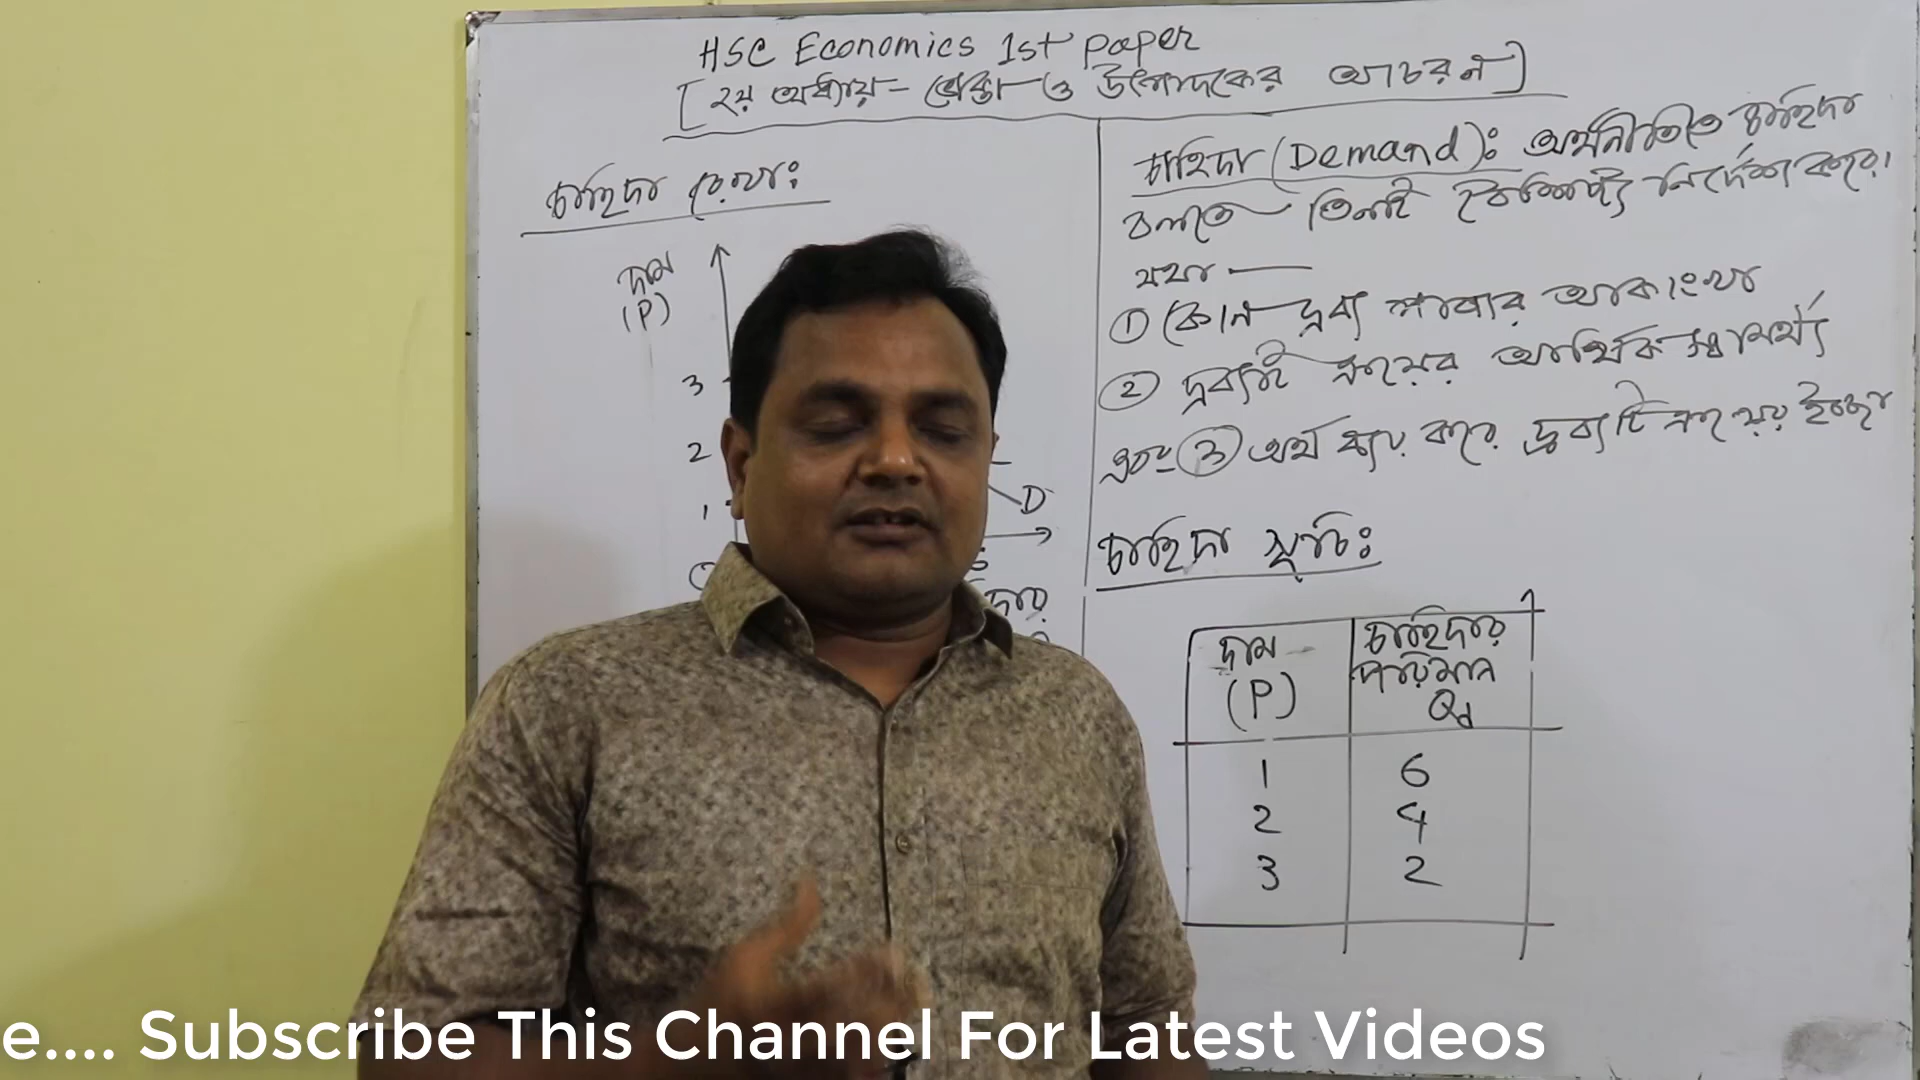 HSC Economics 1st paper
[২য় অধ্যায় – ভোক্তা ও উৎপাদকের আচরন]
চাহিদা রেখাঃ
দাম
(P)
3
2
1
D
চাহিদা (Demand): অর্থনীতিতে চাহিদা
বলতে তিনটি বৈশিষ্ট্য নির্দেশ করে।
যথা —
① কোন দ্রব্য পাবার আকাংখা
② দ্রব্যটি ক্রয়ের আর্থিক সামর্থ্য
এবং ③ অর্থ ব্যয় করে দ্রব্যটি ক্রয়ের ইচ্ছা
চাহিদা সূচিঃ
দাম (P) চাহিদার পরিমান Qd
1 6
2 4
3 2
e.... Subscribe This Channel For Latest Videos